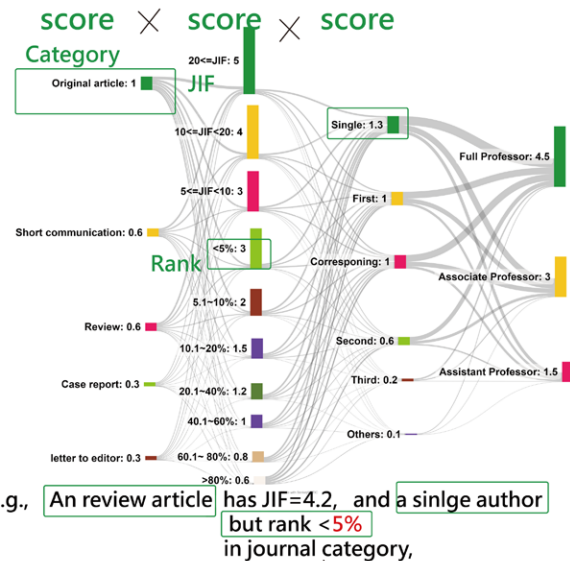 score × score × score
Category
20<=JIF: 5
JIF
Original article: 1
10<=JIF<20: 4
Single: 1.3
Full Professor: 4.5
5<=JIF<10: 3
First: 1
Short communication: 0.6
<5%: 3
Rank
Corresponing: 1
Associate Professor: 3
5.1~10%: 2
Review: 0.6
10.1~20%: 1.5
Second: 0.6
Case report: 0.3
20.1~40%: 1.2
Third: 0.2
Assistant Professor: 1.5
40.1~60%: 1
Others: 0.1
letter to editor: 0.3
60.1~ 80%: 0.8
>80%: 0.6
.g., An review article has JIF=4.2, and a sinlge author
but rank <5%
in journal category,